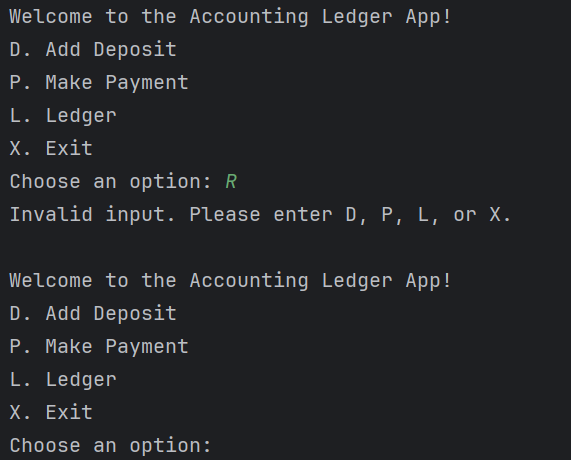 Welcome to the Accounting Ledger App!
D. Add Deposit
P. Make Payment
L. Ledger
X. Exit
Choose an option: R
Invalid input. Please enter D, P, L, or X.

Welcome to the Accounting Ledger App!
D. Add Deposit
P. Make Payment
L. Ledger
X. Exit
Choose an option: